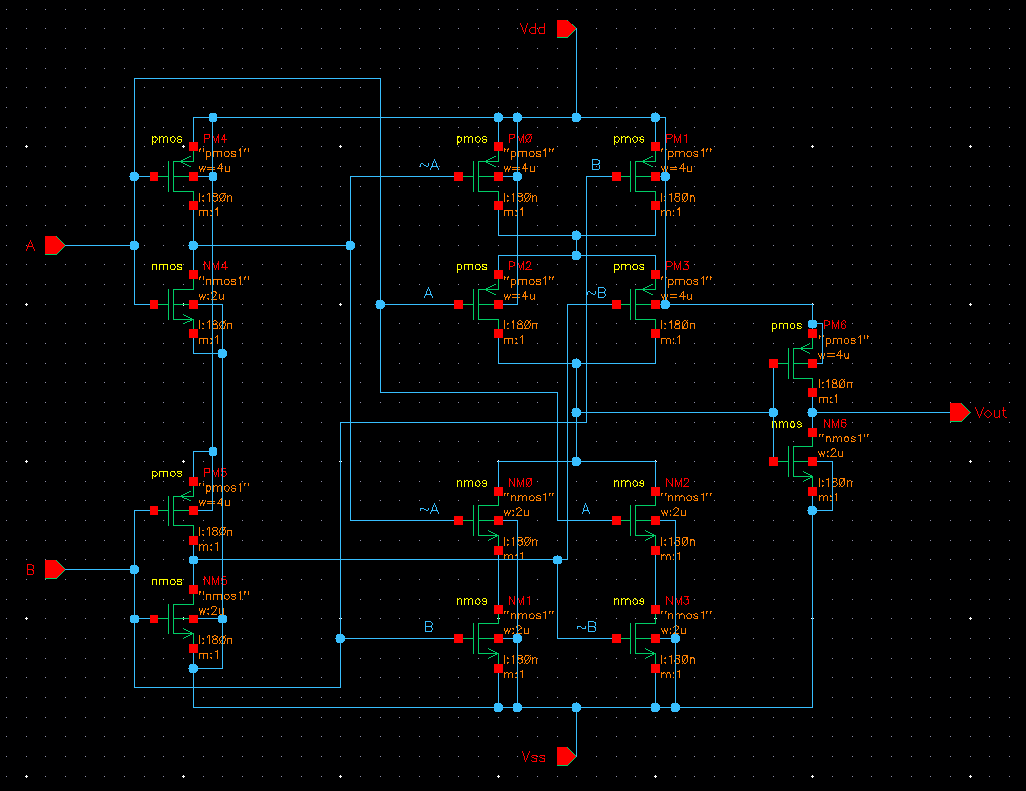 Vdd
pmos PM4
"pmos1"
w=4u
l:180n
m:1
~A
pmos PM0
"pmos1"
w=4u
l:180n
m:1
B
pmos PM1
"pmos1"
w=4u
l:180n
m:1
A
nmos NM4
"nmos1"
w:2u
l:180n
m:1
A
pmos PM2
"pmos1"
w=4u
l:180n
m:1
~B
pmos PM3
"pmos1"
w=4u
l:180n
m:1
pmos PM6
"pmos1"
w=4u
l:180n
m:1
Vout
nmos NM6
"nmos1"
w:2u
l:180n
m:1
pmos PM5
"pmos1"
w=4u
l:180n
m:1
~A
nmos NM0
"nmos1"
w:2u
l:180n
m:1
A
nmos NM2
"nmos1"
w:2u
l:180n
m:1
B
nmos NM5
"nmos1"
w:2u
l:180n
m:1
B
nmos NM1
"nmos1"
w:2u
l:180n
m:1
~B
nmos NM3
"nmos1"
w:2u
l:180n
m:1
Vss